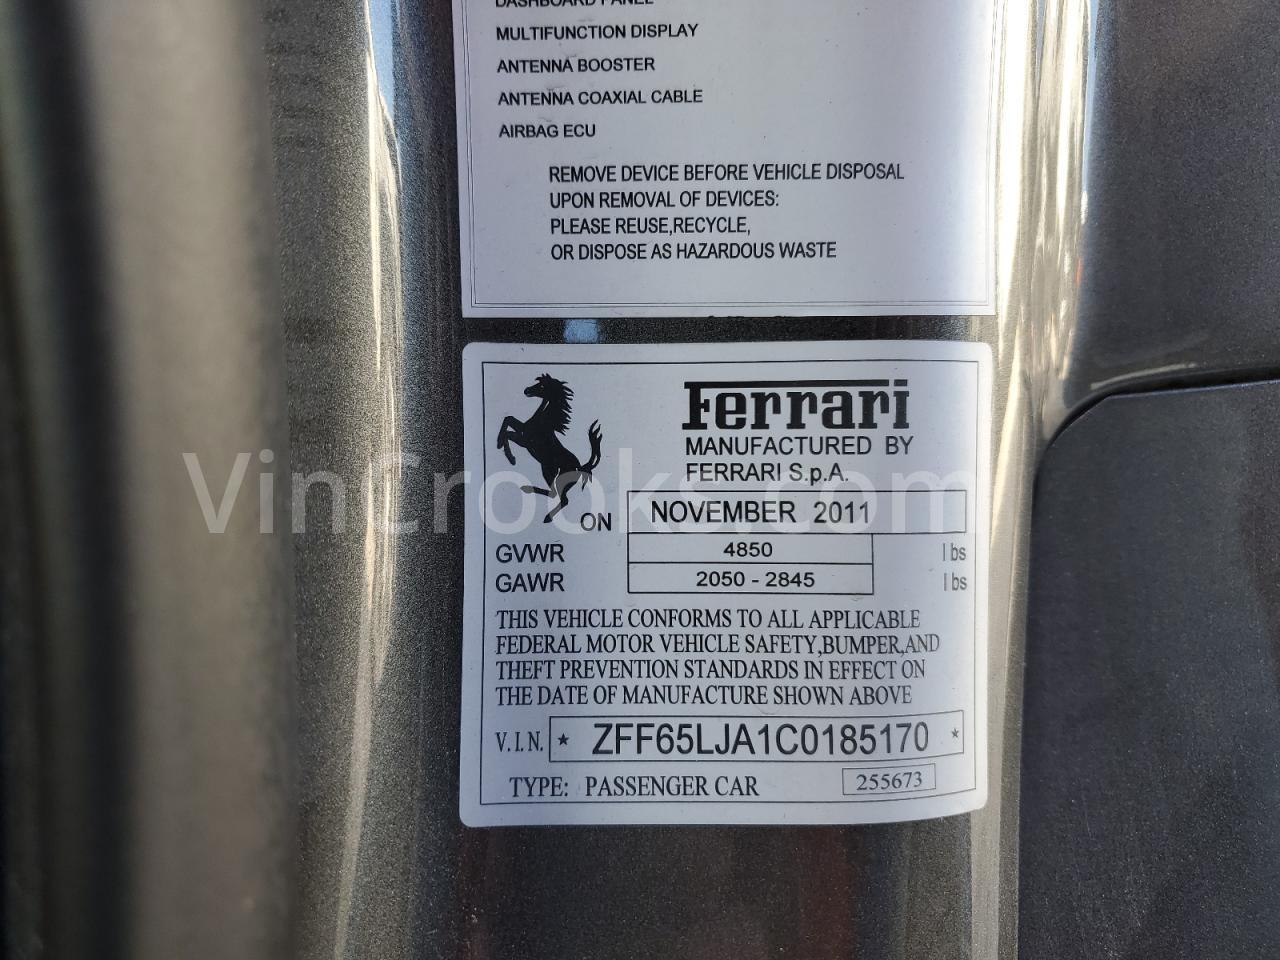 DASHBOARD PANEL
MULTIFUNCTION DISPLAY
ANTENNA BOOSTER
ANTENNA COAXIAL CABLE
AIRBAG ECU
REMOVE DEVICE BEFORE VEHICLE DISPOSAL
UPON REMOVAL OF DEVICES:
PLEASE REUSE,RECYCLE,
OR DISPOSE AS HAZARDOUS WASTE
Ferrari
MANUFACTURED BY
FERRARI S.p.A.
VinCrooks.com
ON NOVEMBER 2011
GVWR 4850 lbs
GAWR 2050 - 2845 lbs
THIS VEHICLE CONFORMS TO ALL APPLICABLE
FEDERAL MOTOR VEHICLE SAFETY,BUMPER,AND
THEFT PREVENTION STANDARDS IN EFFECT ON
THE DATE OF MANUFACTURE SHOWN ABOVE
V.I.N. * ZFF65LJA1C0185170 *
TYPE: PASSENGER CAR 255673